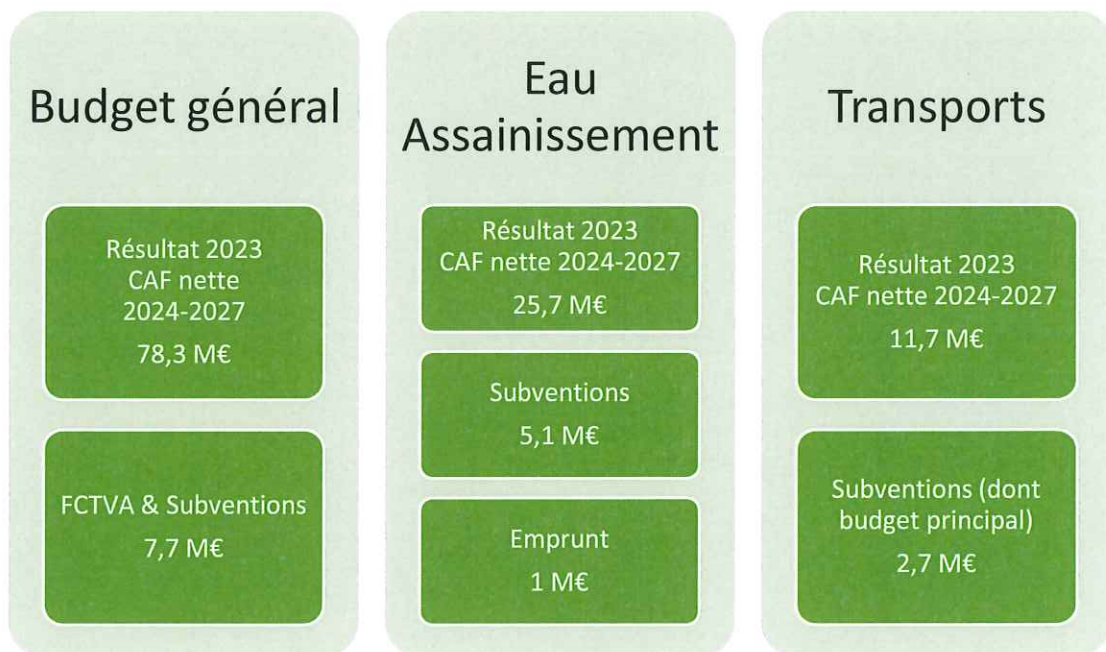 Budget général
Résultat 2023
CAF nette
2024-2027
78,3 M€
FCTVA & Subventions
7,7 M€
Eau
Assainissement
Résultat 2023
CAF nette 2024-2027
25,7 M€
Subventions
5,1 M€
Emprunt
1 M€
Transports
Résultat 2023
CAF nette 2024-2027
11,7 M€
Subventions (dont
budget principal)
2,7 M€